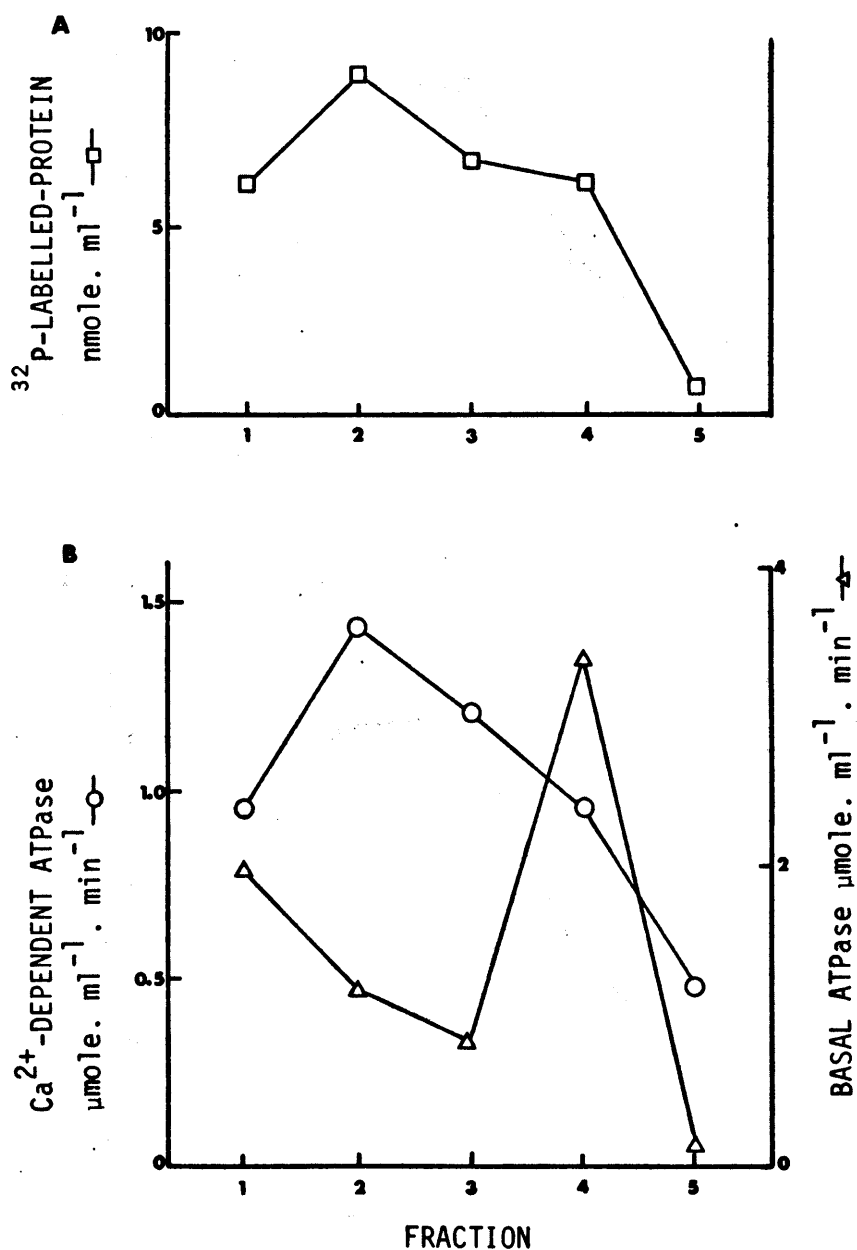 A
10
5
0
³²P-LABELLED-PROTEIN
nmole. ml⁻¹
1 2 3 4 5
B
1.5
1.0
0.5
0
Ca²⁺-DEPENDENT ATPase
µmole. ml⁻¹. min⁻¹
4
2
0
BASAL ATPase µmole. ml⁻¹. min⁻¹
1 2 3 4 5
FRACTION